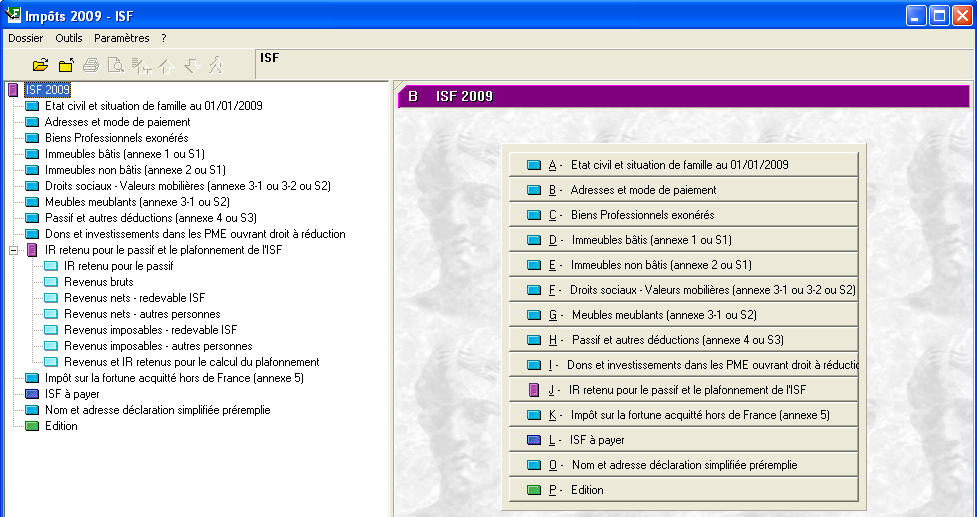 Impôts 2009 - ISF
Dossier Outils Paramètres ?
ISF
ISF 2009
Etat civil et situation de famille au 01/01/2009
Adresses et mode de paiement
Biens Professionnels exonérés
Immeubles bâtis (annexe 1 ou S1)
Immeubles non bâtis (annexe 2 ou S1)
Droits sociaux - Valeurs mobilières (annexe 3-1 ou 3-2 ou S2)
Meubles meublants (annexe 3-1 ou S2)
Passif et autres déductions (annexe 4 ou S3)
Dons et investissements dans les PME ouvrant droit à réduction
IR retenu pour le passif et le plafonnement de l'ISF
IR retenu pour le passif
Revenus bruts
Revenus nets - redevable ISF
Revenus nets - autres personnes
Revenus imposables - redevable ISF
Revenus imposables - autres personnes
Revenus et IR retenus pour le calcul du plafonnement
Impôt sur la fortune acquitté hors de France (annexe 5)
ISF à payer
Nom et adresse déclaration simplifiée préremplie
Edition
B ISF 2009
A - Etat civil et situation de famille au 01/01/2009
B - Adresses et mode de paiement
C - Biens Professionnels exonérés
D - Immeubles bâtis (annexe 1 ou S1)
E - Immeubles non bâtis (annexe 2 ou S1)
F - Droits sociaux - Valeurs mobilières (annexe 3-1 ou 3-2 ou S2)
G - Meubles meublants (annexe 3-1 ou S2)
H - Passif et autres déductions (annexe 4 ou S3)
I - Dons et investissements dans les PME ouvrant droit à réductio
J - IR retenu pour le passif et le plafonnement de l'ISF
K - Impôt sur la fortune acquitté hors de France (annexe 5)
L - ISF à payer
O - Nom et adresse déclaration simplifiée préremplie
P - Edition